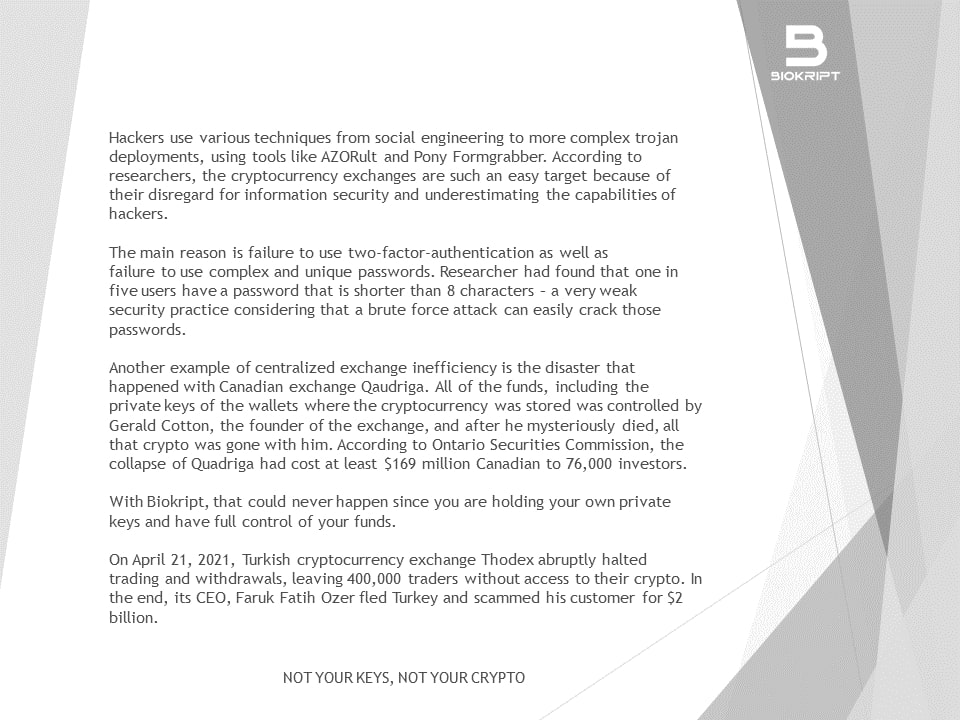 BIOKRIPT
Hackers use various techniques from social engineering to more complex trojan
deployments, using tools like AZORult and Pony Formgrabber. According to
researchers, the cryptocurrency exchanges are such an easy target because of
their disregard for information security and underestimating the capabilities of
hackers.
The main reason is failure to use two-factor-authentication as well as
failure to use complex and unique passwords. Researcher had found that one in
five users have a password that is shorter than 8 characters – a very weak
security practice considering that a brute force attack can easily crack those
passwords.
Another example of centralized exchange inefficiency is the disaster that
happened with Canadian exchange Qaudriga. All of the funds, including the
private keys of the wallets where the cryptocurrency was stored was controlled by
Gerald Cotton, the founder of the exchange, and after he mysteriously died, all
that crypto was gone with him. According to Ontario Securities Commission, the
collapse of Quadriga had cost at least $169 million Canadian to 76,000 investors.
With Biokript, that could never happen since you are holding your own private
keys and have full control of your funds.
On April 21, 2021, Turkish cryptocurrency exchange Thodex abruptly halted
trading and withdrawals, leaving 400,000 traders without access to their crypto. In
the end, its CEO, Faruk Fatih Ozer fled Turkey and scammed his customer for $2
billion.
NOT YOUR KEYS, NOT YOUR CRYPTO